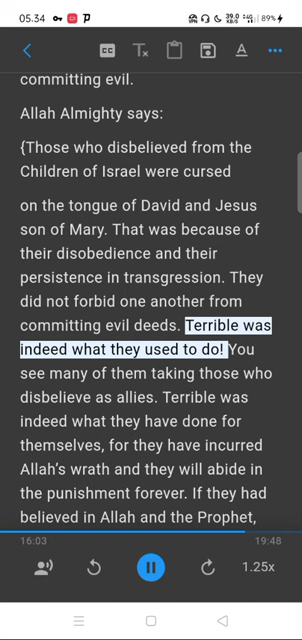 05.34
39.0
KB/S
4G
89%
CC
Tx
A
committing evil.
Allah Almighty says:
{Those who disbelieved from the
Children of Israel were cursed
on the tongue of David and Jesus
son of Mary. That was because of
their disobedience and their
persistence in transgression. They
did not forbid one another from
committing evil deeds. Terrible was
indeed what they used to do! You
see many of them taking those who
disbelieve as allies. Terrible was
indeed what they have done for
themselves, for they have incurred
Allah's wrath and they will abide in
the punishment forever. If they had
believed in Allah and the Prophet,
16:03
19:48
1.25x